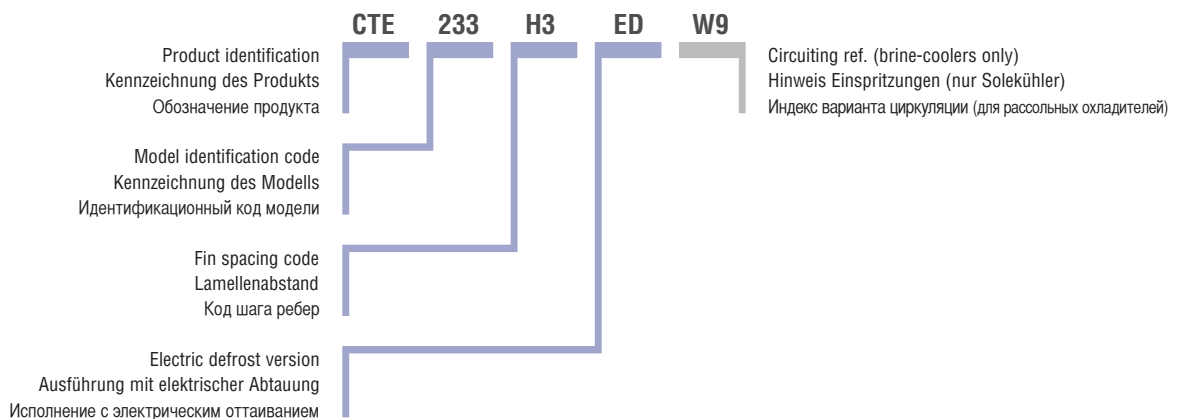 CTE 233 H3 ED W9
Product identification
Kennzeichnung des Produkts
Обозначение продукта
Circuiting ref. (brine-coolers only)
Hinweis Einspritzungen (nur Solekühler)
Индекс варианта циркуляции (для рассольных охладителей)
Model identification code
Kennzeichnung des Modells
Идентификационный код модели
Fin spacing code
Lamellenabstand
Код шага ребер
Electric defrost version
Ausführung mit elektrischer Abtauung
Исполнение с электрическим оттаиванием